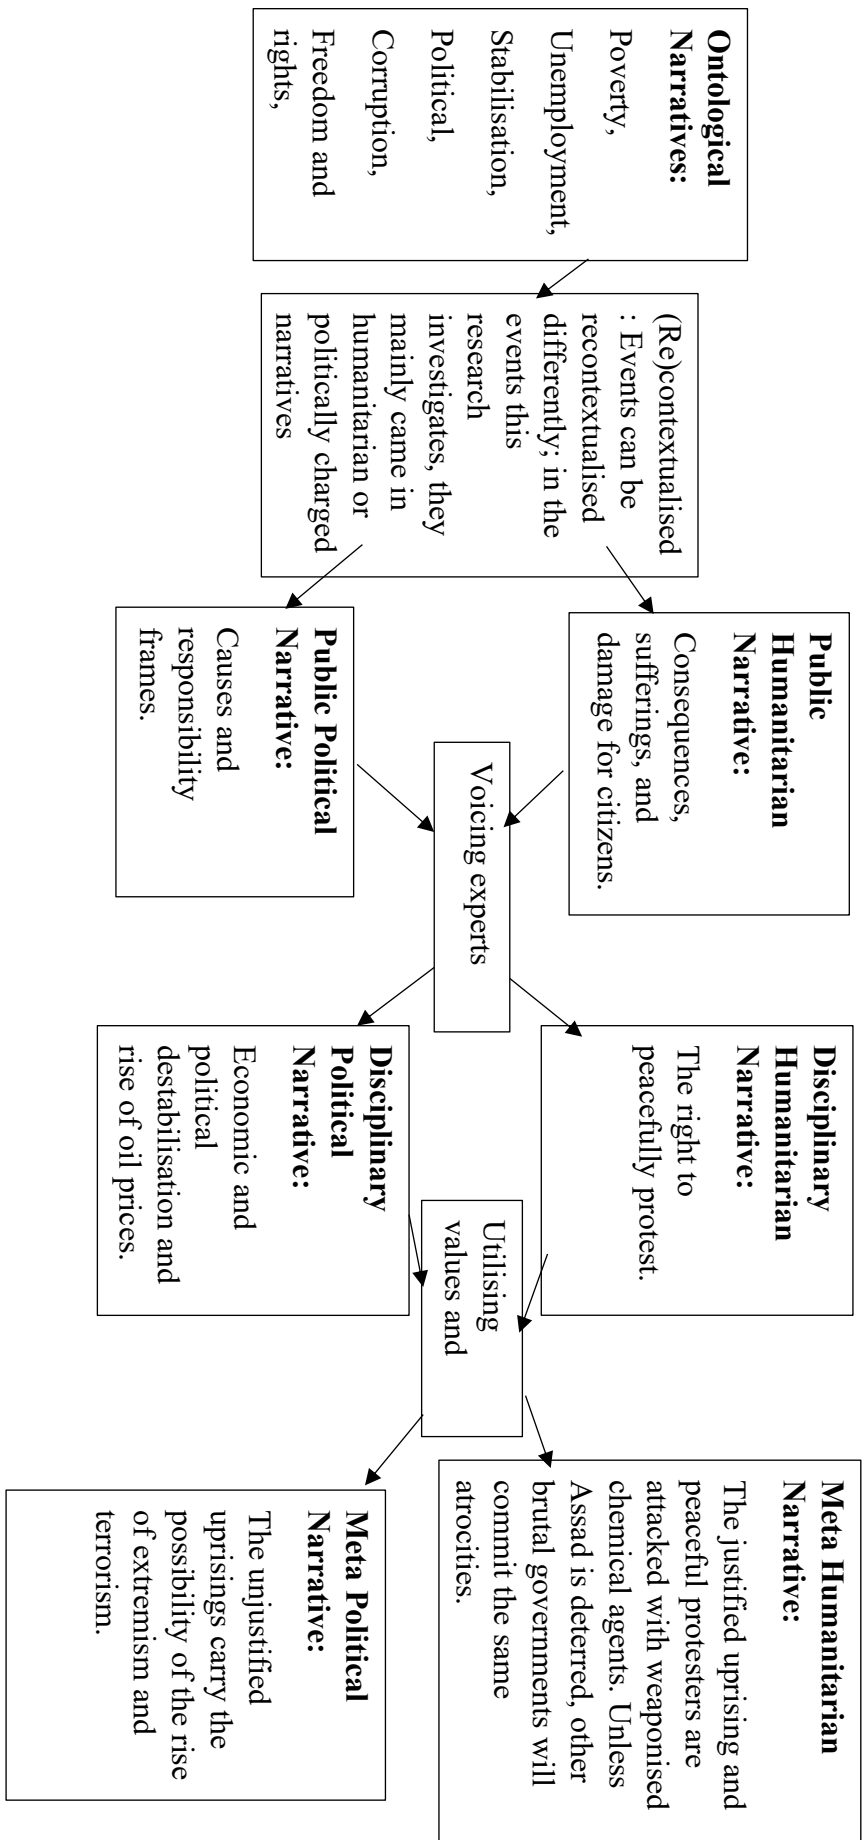 Ontological
Narratives:
Poverty,
Unemployment,
Stabilisation,
Political,
Corruption,
Freedom and
rights,
(Re)contextualised
: Events can be
recontextualised
differently; in the
events this
research
investigates, they
mainly came in
humanitarian or
politically charged
narratives
Public
Humanitarian
Narrative:
Consequences,
sufferings, and
damage for citizens.
Public Political
Narrative:
Causes and
responsibility
frames.
Voicing experts
Disciplinary
Humanitarian
Narrative:
The right to
peacefully protest.
Disciplinary
Political
Narrative:
Economic and
political
destabilisation and
rise of oil prices.
Utilising
values and
Meta Humanitarian
Narrative:
The justified uprising and
peaceful protesters are
attacked with weaponised
chemical agents. Unless
Assad is deterred, other
brutal governments will
commit the same
atrocities.
Meta Political
Narrative:
The unjustified
uprisings carry the
possibility of the rise
of extremism and
terrorism.